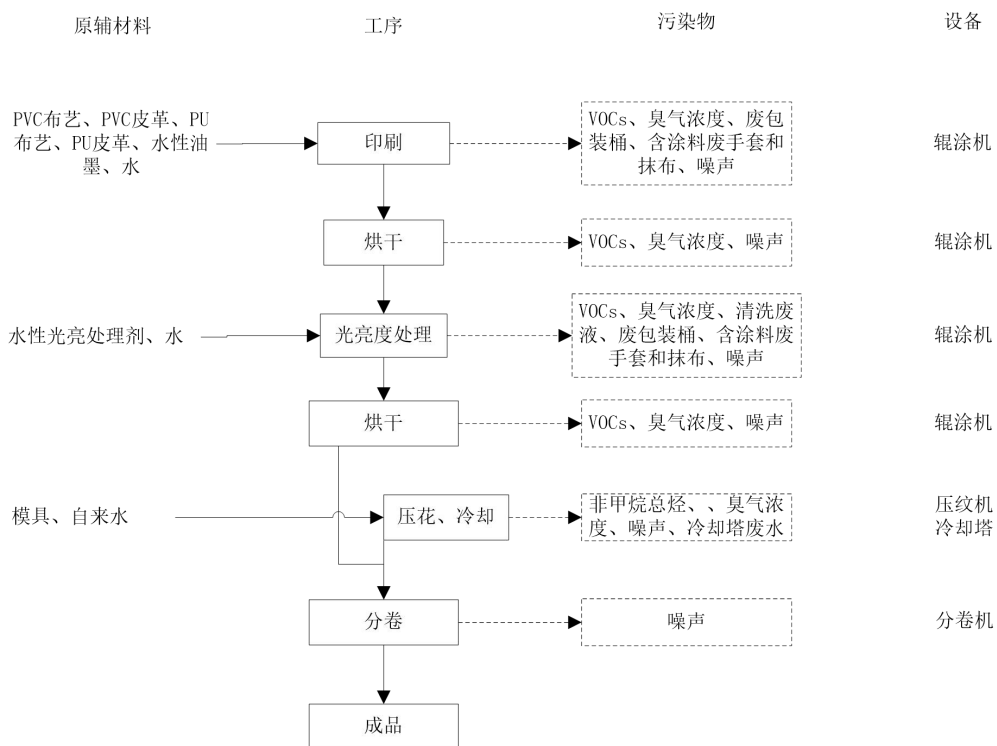 原辅材料
工序
污染物
设备
PVC布艺、PVC皮革、PU
布艺、PU皮革、水性油
墨、水
印刷
VOCs、臭气浓度、废包
装桶、含涂料废手套和
抹布、噪声
辊涂机
烘干
VOCs、臭气浓度、噪声
辊涂机
水性光亮处理剂、水
光亮度处理
VOCs、臭气浓度、清洗废
液、废包装桶、含涂料废
手套和抹布、噪声
辊涂机
烘干
VOCs、臭气浓度、噪声
辊涂机
模具、自来水
压花、冷却
非甲烷总烃、、臭气浓
度、噪声、冷却塔废水
压纹机
冷却塔
分卷
噪声
分卷机
成品